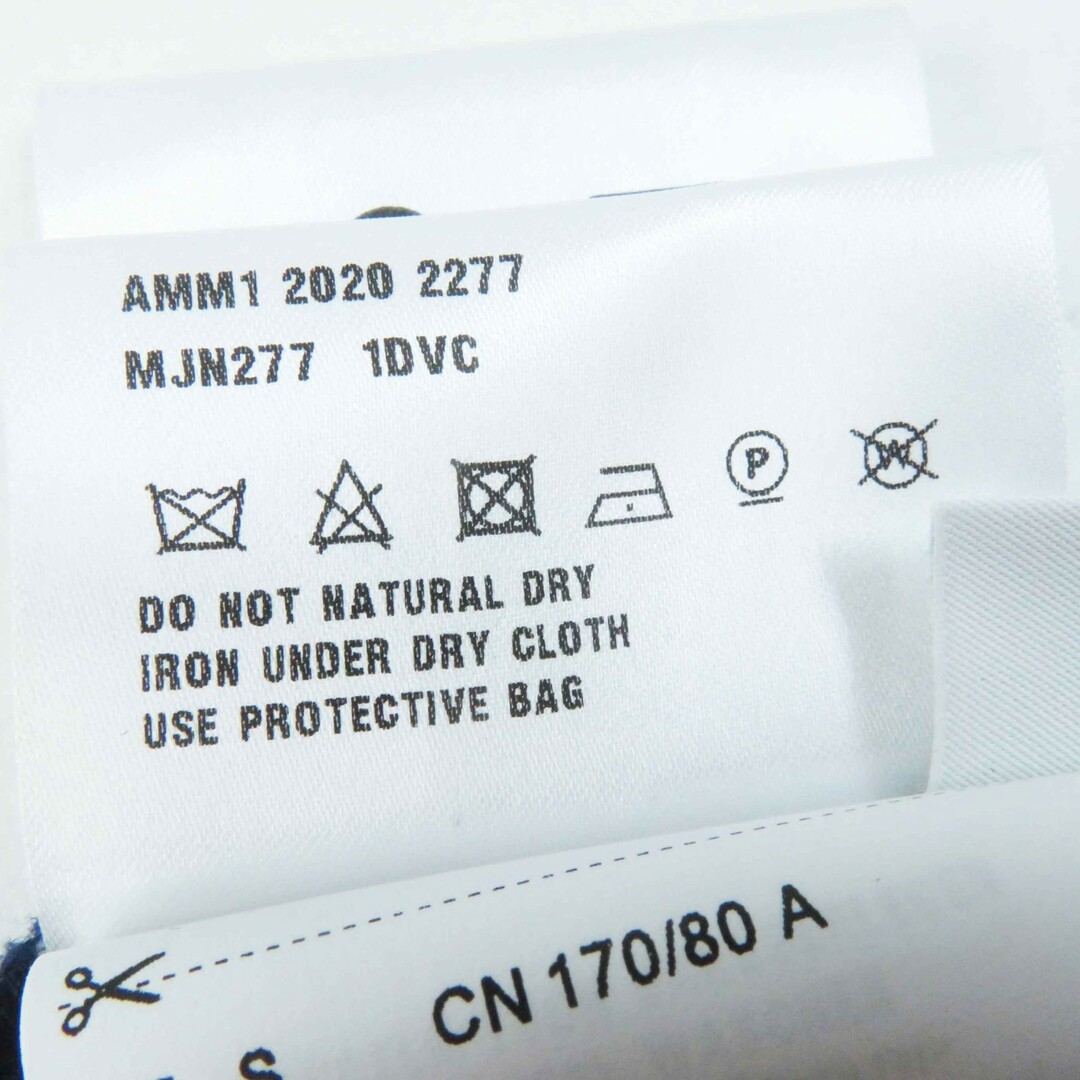 AMM1 2020 2277
MJN277 1DVC
P W
DO NOT NATURAL DRY
IRON UNDER DRY CLOTH
USE PROTECTIVE BAG
CN 170/80 A
S